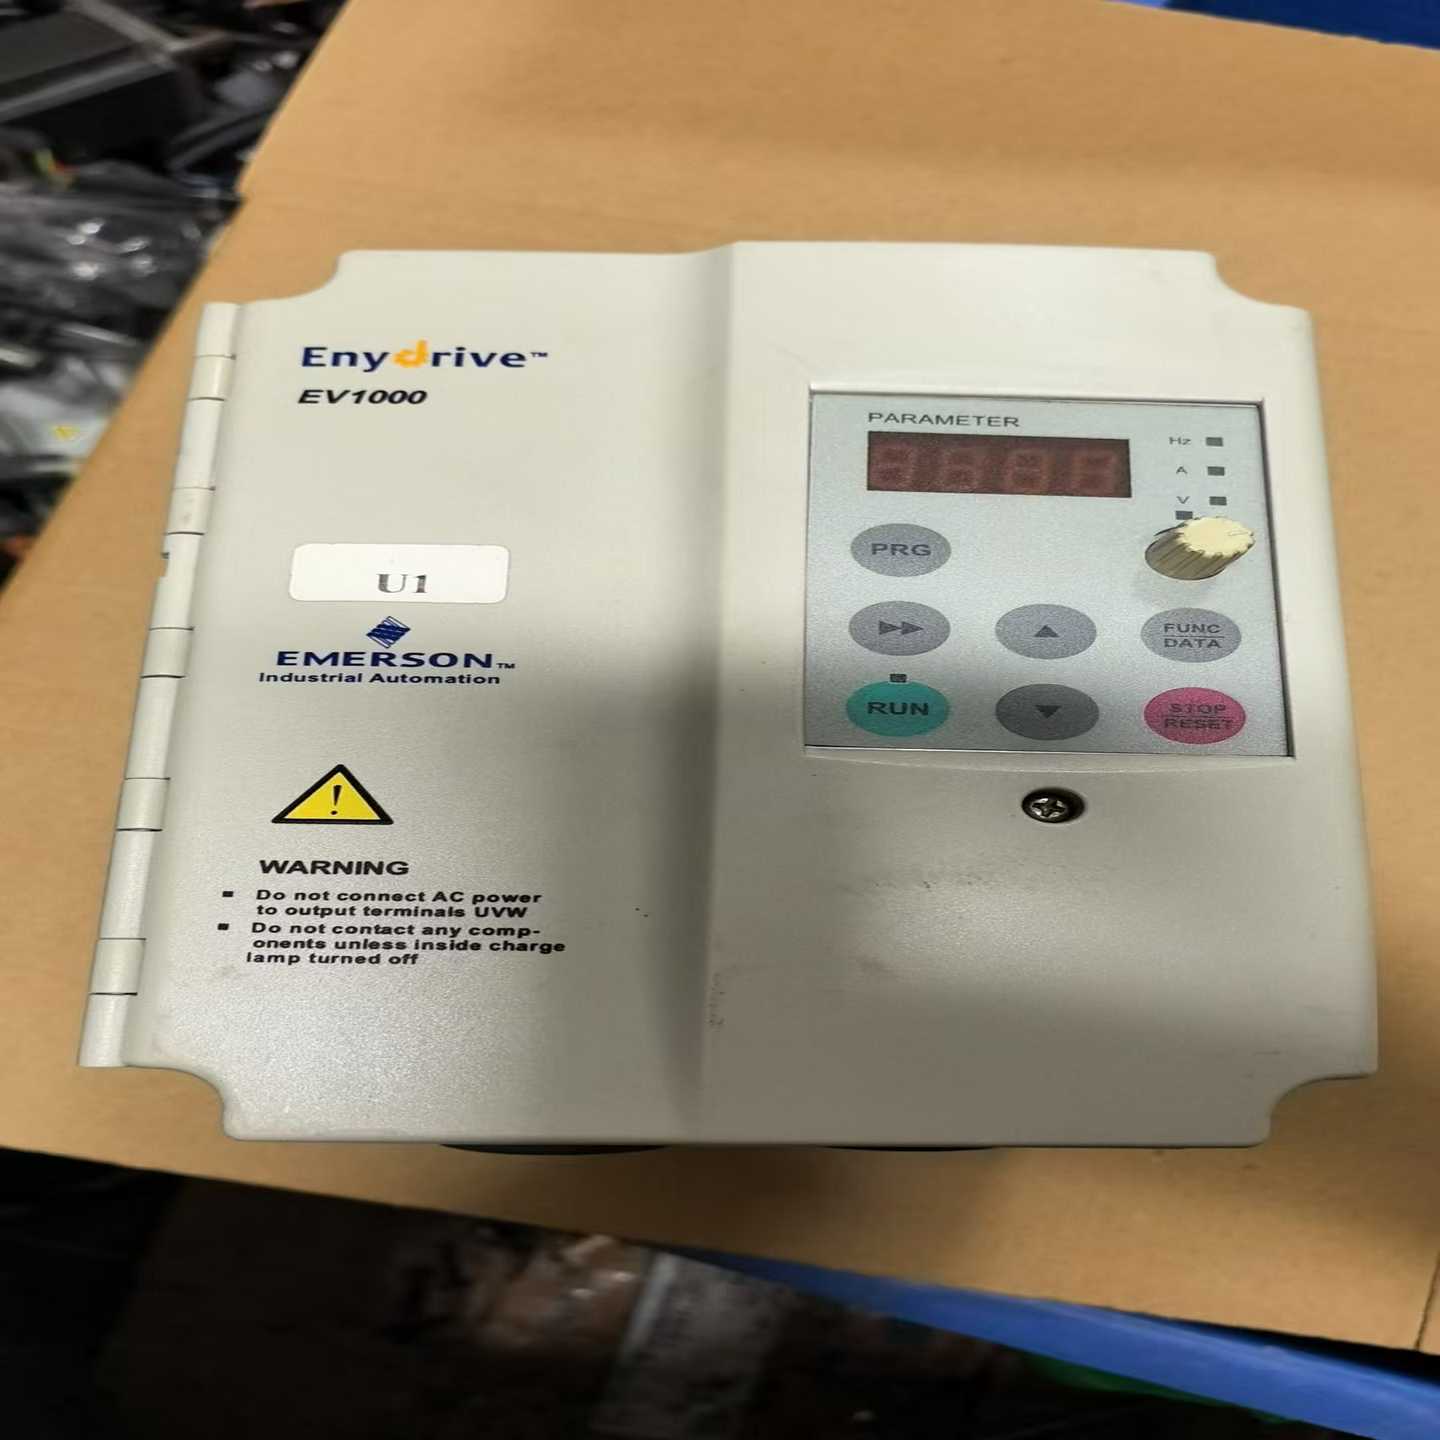 Enydrive™
EV1000
U1
EMERSON™
Industrial Automation
!
WARNING
▪ Do not connect AC power
to output terminals UVW
▪ Do not contact any comp-
onents unless inside charge
lamp turned off
PARAMETER
Hz
A
V
PRG
▶▶
▲
FUNC
DATA
RUN
▼
STOP
RESET